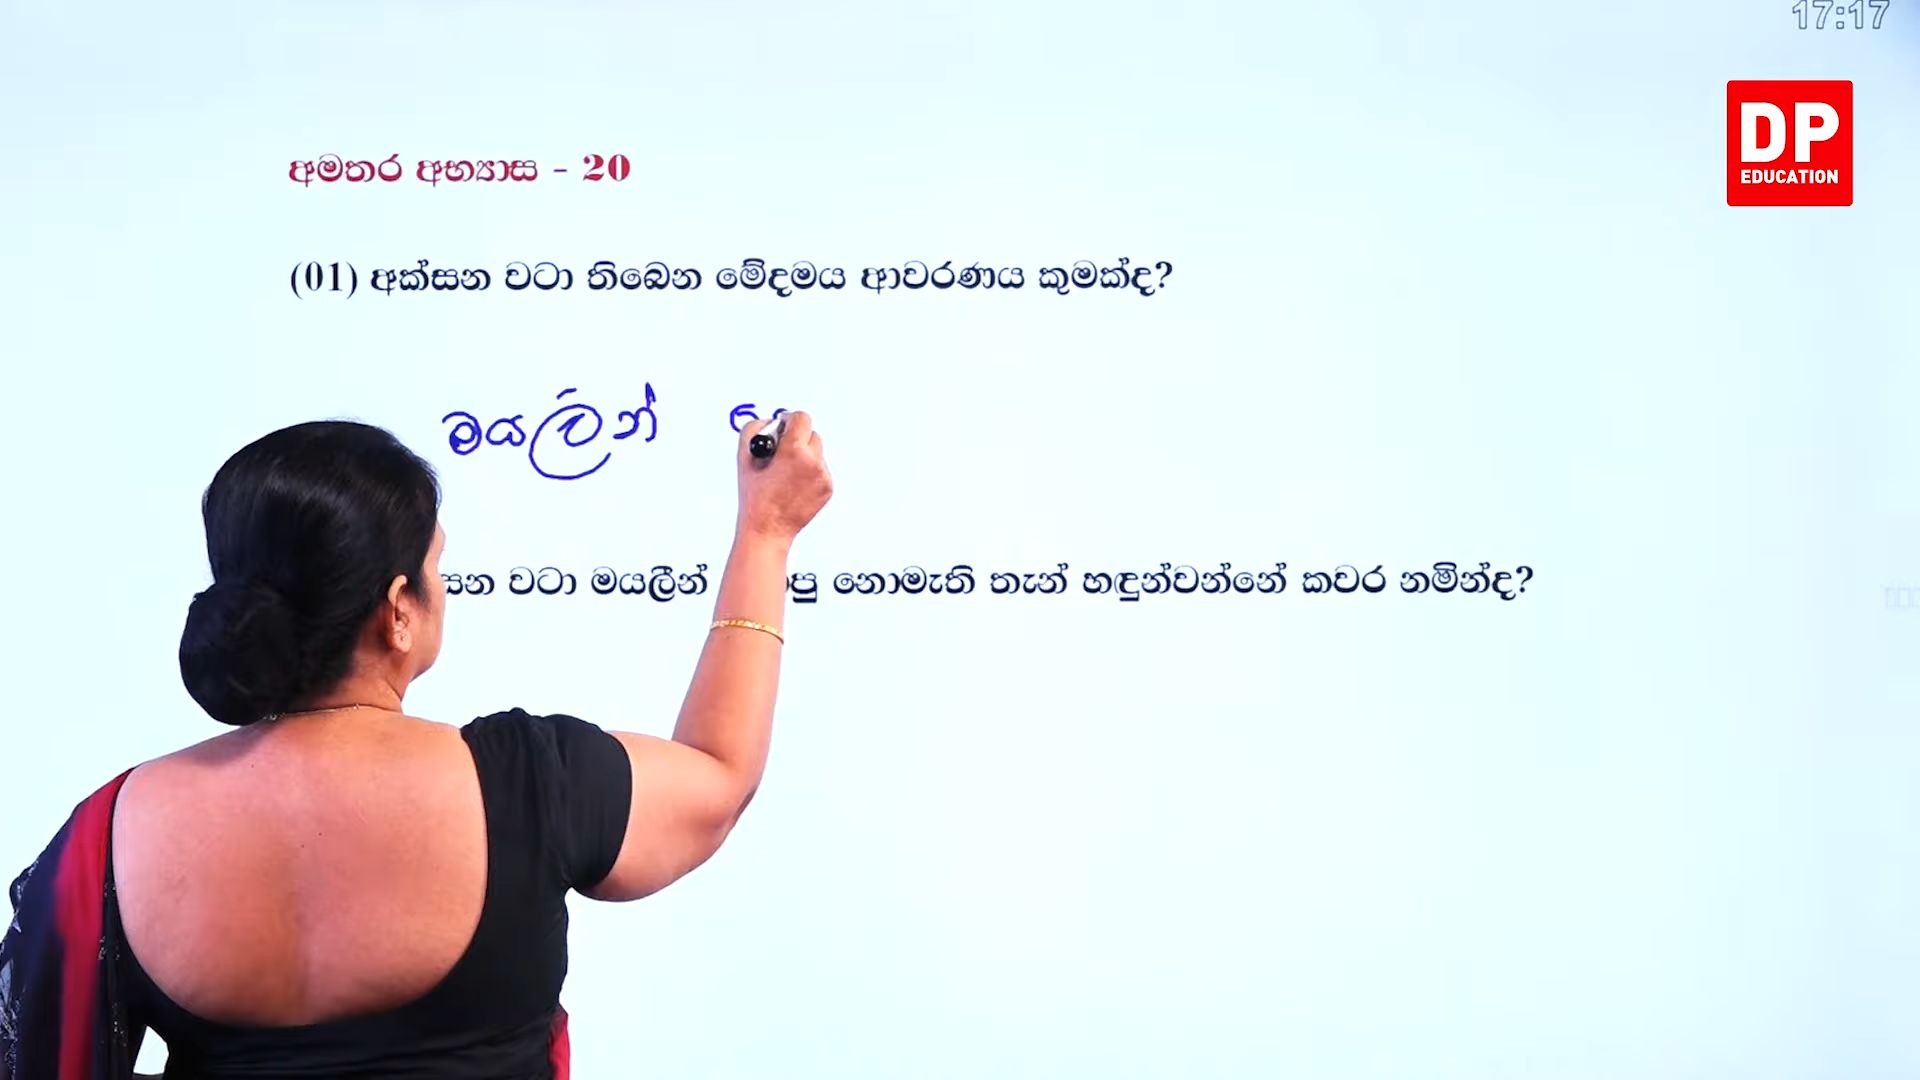 17:17
DP
EDUCATION
අමතර අභ්‍යාස - 20
(01) අක්සන වටා තිබෙන මේදමය ආවරණය කුමක්ද?
මයලින්
වටා මයලීන් නොමැති තැන් හඳුන්වන්නේ කවර නමින්ද?